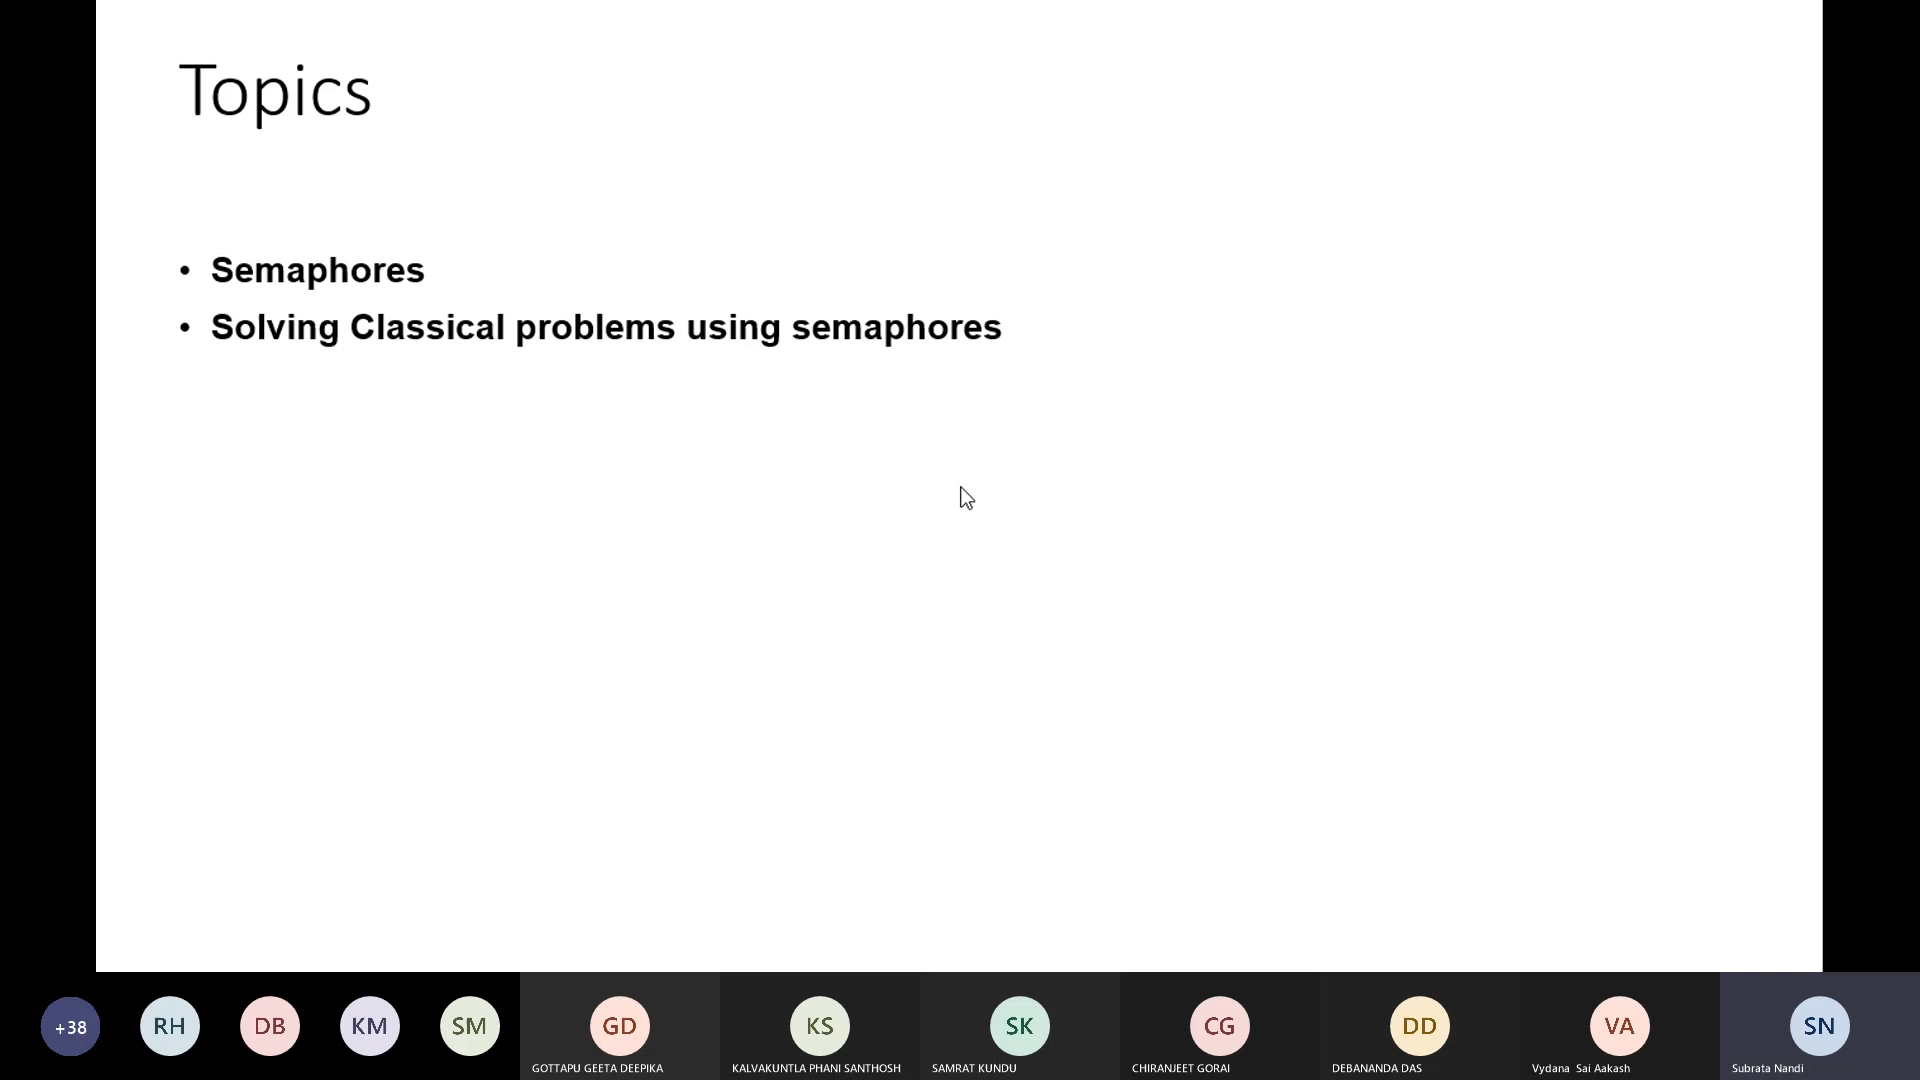 Topics
• Semaphores
• Solving Classical problems using semaphores
+38
RH
DB
KM
SM
GD
KS
SK
CG
DD
VA
SN
GOTTAPU GEETA DEEPIKA
KALVAKUNTLA PHANI SANTHOSH
SAMRAT KUNDU
CHIRANJEET GORAI
DEBANANDA DAS
Vydana Sai Aakash
Subrata Nandi